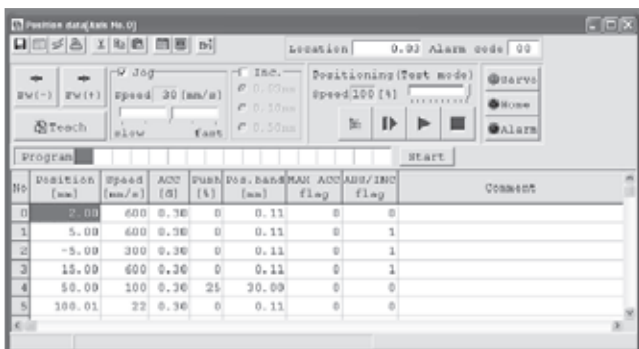 Position data[Axis No.0]
Location 0.03 Alarm code 00
Jog Inc. Positioning(Test mode)
BW(-) FW(+) Speed 30 [mm/s] 0.03mm Speed 100 [%] Servo
0.10mm Home
Teach slow fast 0.50mm Alarm
Program Start
No Position [mm] Speed [mm/s] ACC [G] Push [%] Pos.band [mm] MAX ACC flag ABS/INC flag Comment
0 2.00 600 0.30 0 0.11 0 0
1 5.00 600 0.30 0 0.11 0 1
2 -5.00 300 0.30 0 0.11 0 1
3 15.00 600 0.30 0 0.11 0 1
4 50.00 100 0.30 25 30.00 0 0
5 100.01 22 0.30 0 0.11 0 0